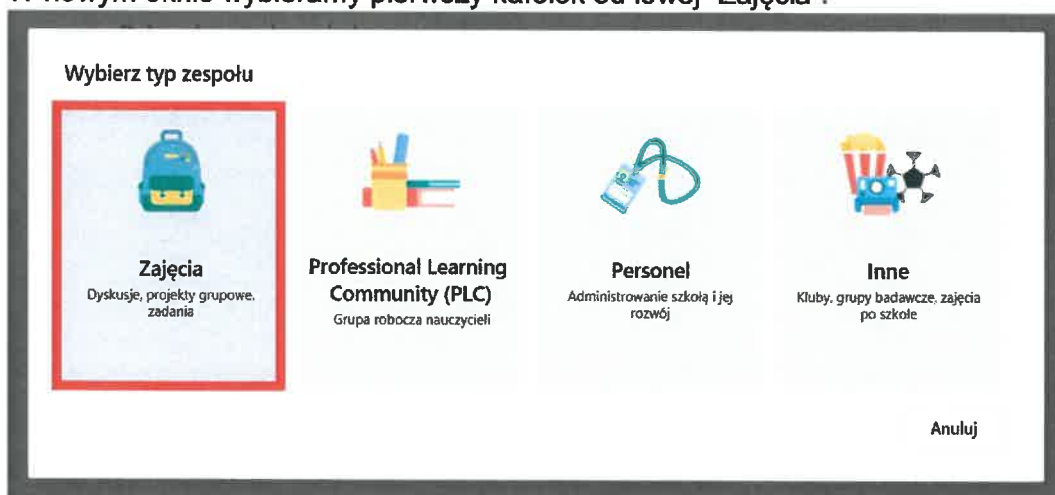 Wybierz typ zespołu
Zajęcia
Dyskusje, projekty grupowe, zadania
Professional Learning
Community (PLC)
Grupa robocza nauczycieli
Personel
Administrowanie szkołą i jej
rozwój
Inne
Kluby, grupy badawcze, zajęcia
po szkole
Anuluj